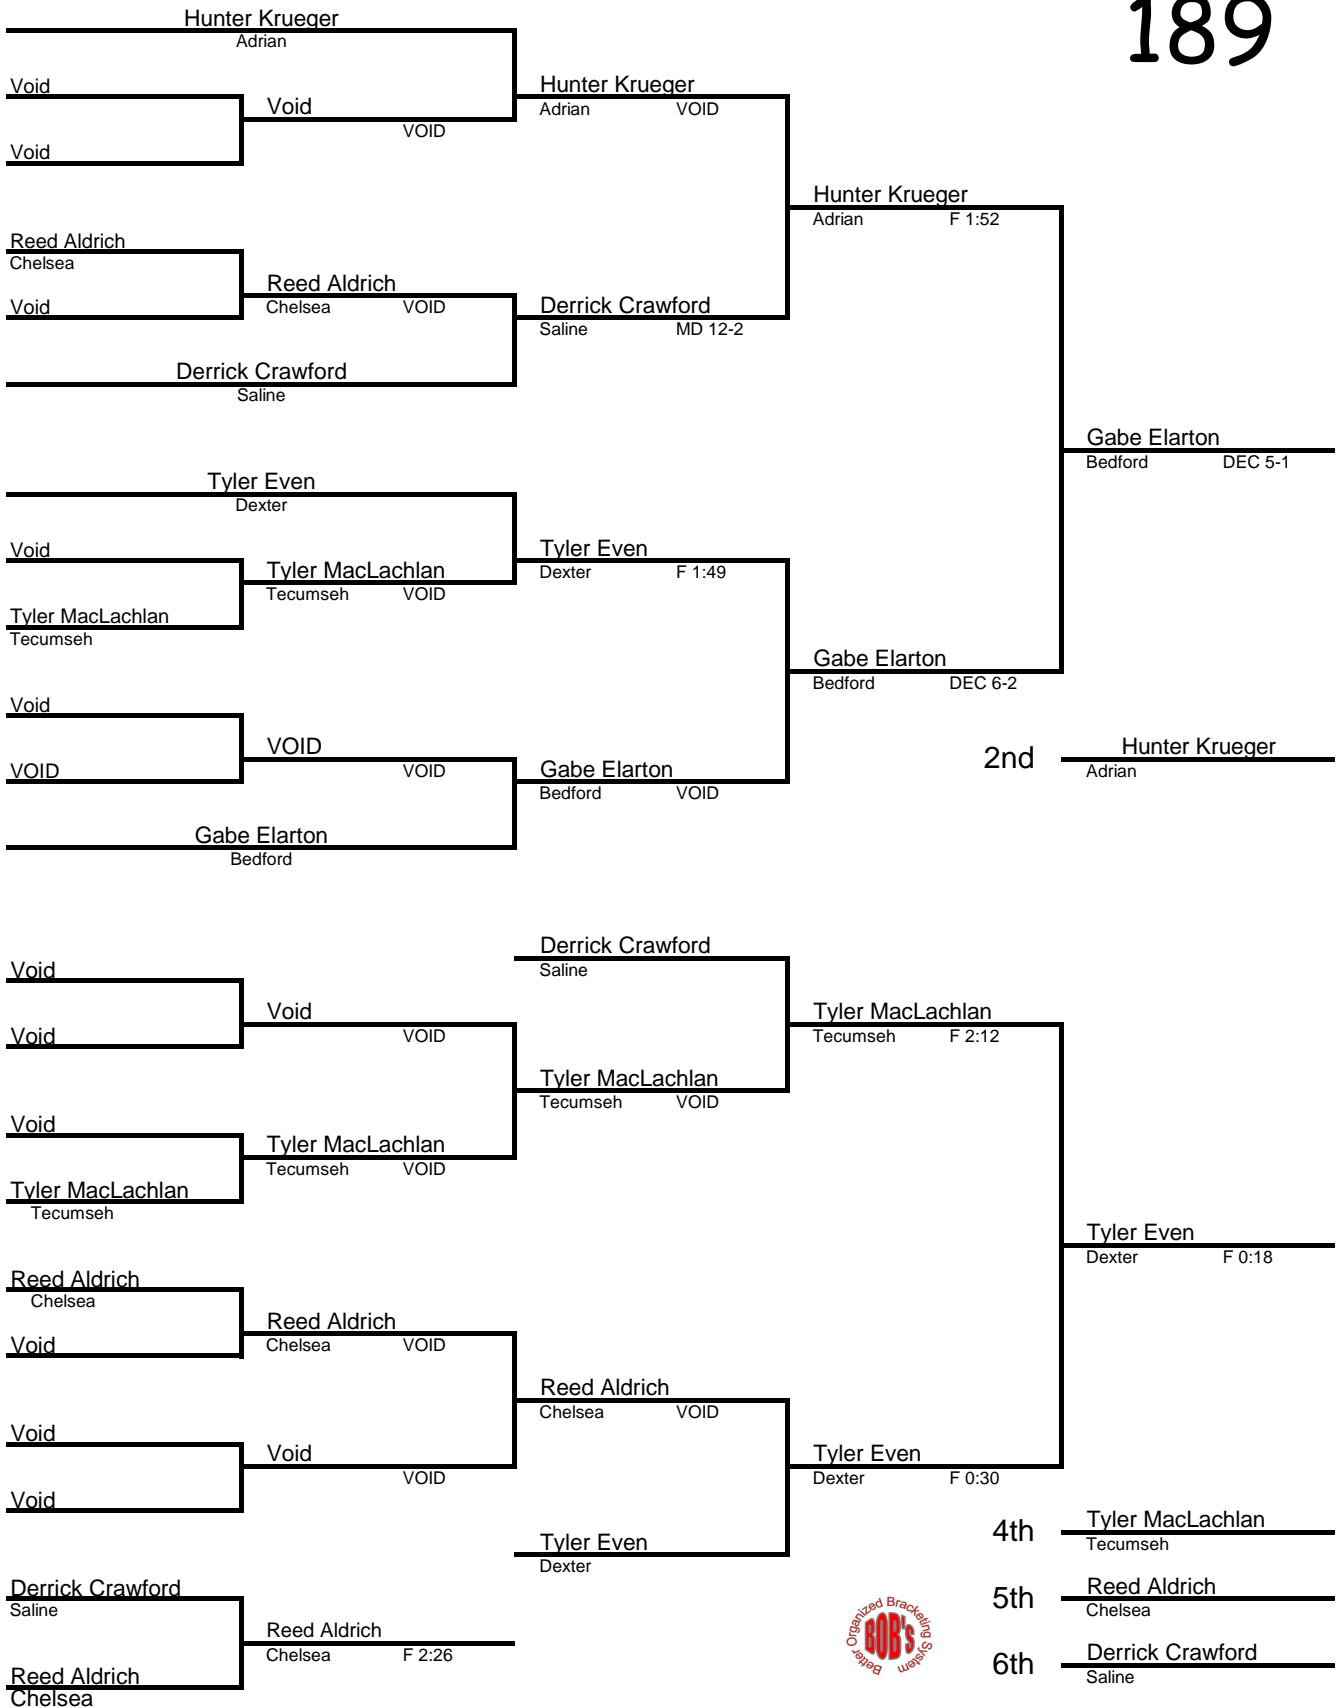 189
Hunter Krueger
Adrian
Void
Void
VOID
Void
Hunter Krueger
Adrian VOID
Reed Aldrich
Chelsea
Reed Aldrich
Chelsea VOID
Void
Derrick Crawford
Saline MD 12-2
Derrick Crawford
Saline
Hunter Krueger
Adrian F 1:52
Gabe Elarton
Bedford DEC 5-1
Tyler Even
Dexter
Void
Tyler MacLachlan
Tecumseh VOID
Tyler MacLachlan
Tecumseh
Tyler Even
Dexter F 1:49
Void
VOID
VOID
VOID
Gabe Elarton
Bedford VOID
Gabe Elarton
Bedford
Gabe Elarton
Bedford DEC 6-2
2nd Hunter Krueger
Adrian
Derrick Crawford
Saline
Void
Void
VOID
Void
Tyler MacLachlan
Tecumseh F 2:12
Tyler MacLachlan
Tecumseh VOID
Void
Tyler MacLachlan
Tecumseh VOID
Tyler MacLachlan
Tecumseh
Tyler Even
Dexter F 0:18
Reed Aldrich
Chelsea
Reed Aldrich
Chelsea VOID
Void
Reed Aldrich
Chelsea VOID
Void
Void
VOID
Void
Tyler Even
Dexter F 0:30
Tyler Even
Dexter
4th Tyler MacLachlan
Tecumseh
Derrick Crawford
Saline
Reed Aldrich
Chelsea F 2:26
Reed Aldrich
Chelsea
5th Reed Aldrich
Chelsea
6th Derrick Crawford
Saline
Better Organized Bracketing System
BOB'S